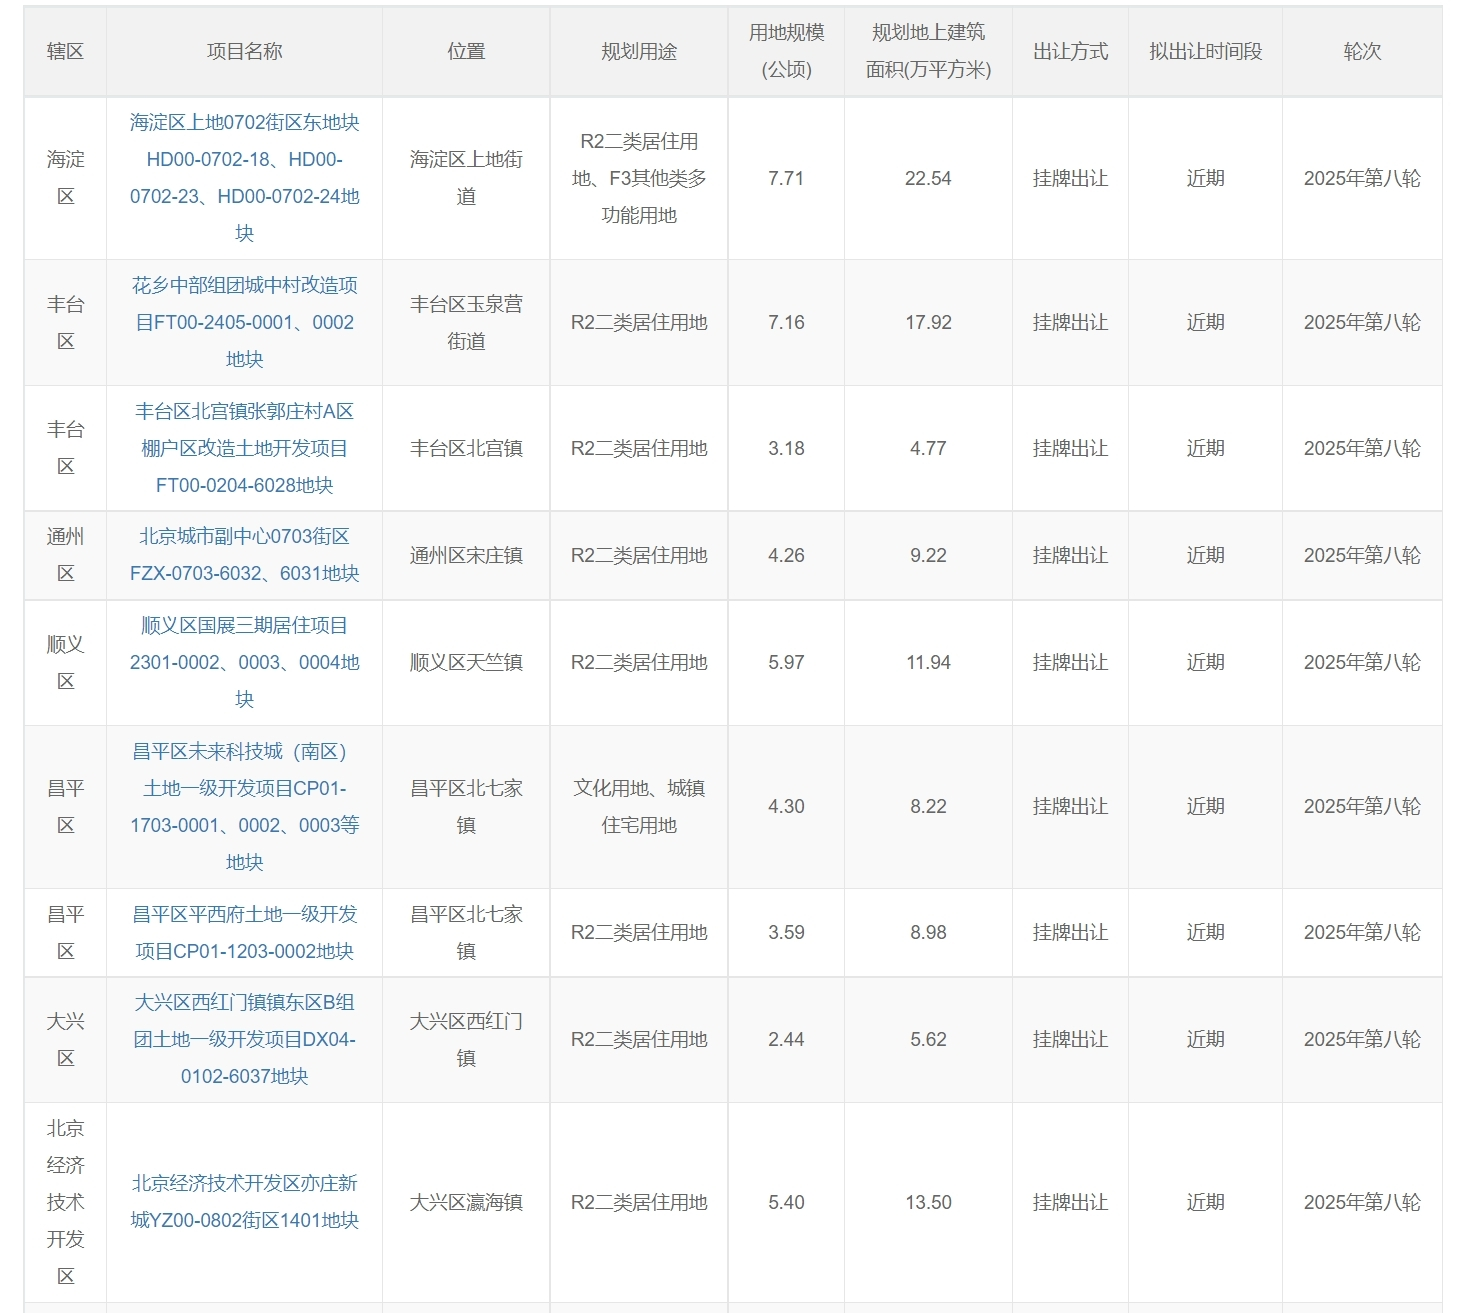 辖区
项目名称
位置
规划用途
用地规模
(公顷)
规划地上建筑
面积(万平方米)
出让方式
拟出让时间段
轮次
海淀
区
海淀区上地0702街区东地块
HD00-0702-18、HD00-
0702-23、HD00-0702-24地
块
海淀区上地街
道
R2二类居住用
地、F3其他类多
功能用地
7.71
22.54
挂牌出让
近期
2025年第八轮
丰台
区
花乡中部组团城中村改造项
目FT00-2405-0001、0002
地块
丰台区玉泉营
街道
R2二类居住用地
7.16
17.92
挂牌出让
近期
2025年第八轮
丰台
区
丰台区北宫镇张郭庄村A区
棚户区改造土地开发项目
FT00-0204-6028地块
丰台区北宫镇
R2二类居住用地
3.18
4.77
挂牌出让
近期
2025年第八轮
通州
区
北京城市副中心0703街区
FZX-0703-6032、6031地块
通州区宋庄镇
R2二类居住用地
4.26
9.22
挂牌出让
近期
2025年第八轮
顺义
区
顺义区国展三期居住项目
2301-0002、0003、0004地
块
顺义区天竺镇
R2二类居住用地
5.97
11.94
挂牌出让
近期
2025年第八轮
昌平
区
昌平区未来科技城（南区）
土地一级开发项目CP01-
1703-0001、0002、0003等
地块
昌平区北七家
镇
文化用地、城镇
住宅用地
4.30
8.22
挂牌出让
近期
2025年第八轮
昌平
区
昌平区平西府土地一级开发
项目CP01-1203-0002地块
昌平区北七家
镇
R2二类居住用地
3.59
8.98
挂牌出让
近期
2025年第八轮
大兴
区
大兴区西红门镇镇东区B组
团土地一级开发项目DX04-
0102-6037地块
大兴区西红门
镇
R2二类居住用地
2.44
5.62
挂牌出让
近期
2025年第八轮
北京
经济
技术
开发
区
北京经济技术开发区亦庄新
城YZ00-0802街区1401地块
大兴区瀛海镇
R2二类居住用地
5.40
13.50
挂牌出让
近期
2025年第八轮